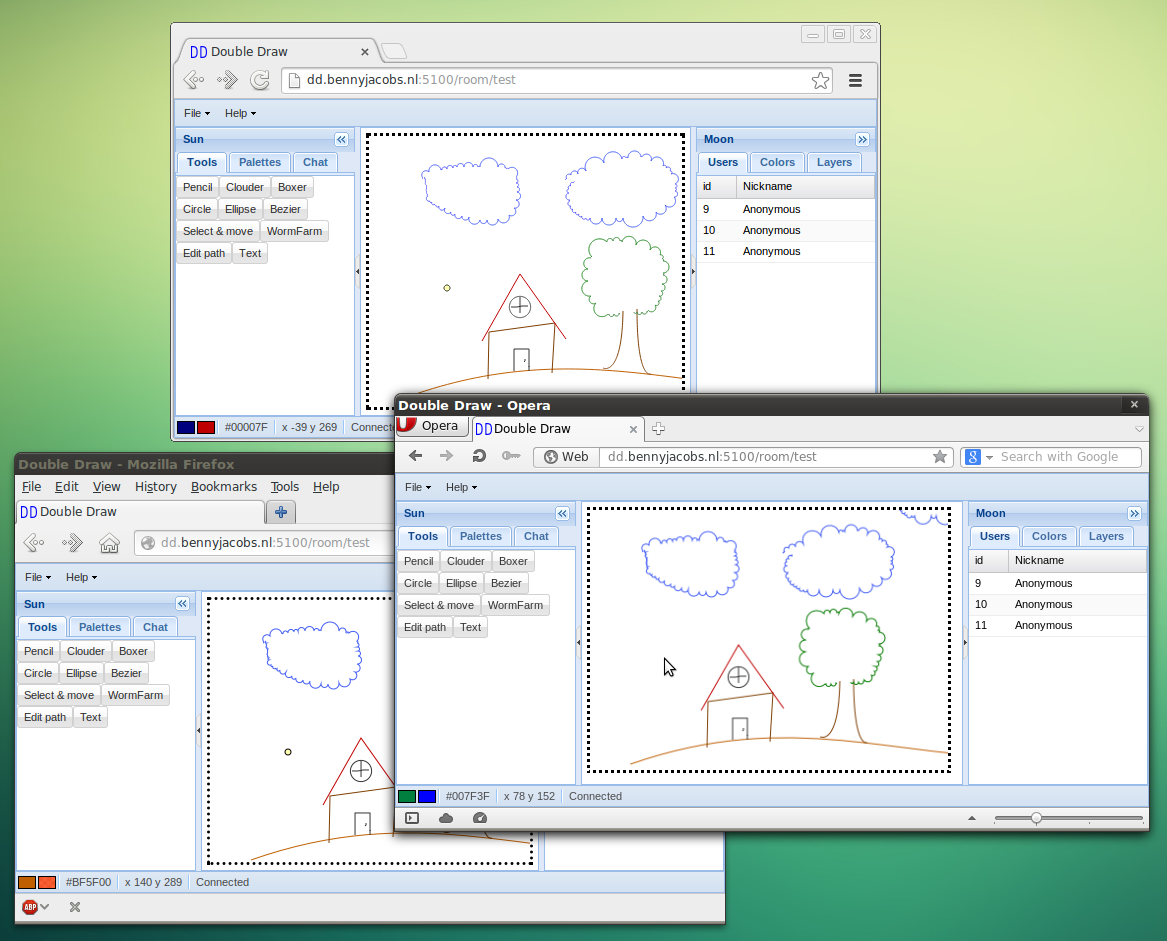 DD Double Draw
dd.bennyjacobs.nl:5100/room/test
File Help
Sun
Tools Palettes Chat
Pencil Clouder Boxer
Circle Ellipse Bezier
Select & move WormFarm
Edit path Text
Moon
Users Colors Layers
id Nickname
9 Anonymous
10 Anonymous
11 Anonymous
#00007F x -39 y 269
Double Draw - Opera
Opera
DD Double Draw
Web dd.bennyjacobs.nl:5100/room/test
8 Search with Google
File Help
Sun
Tools Palettes Chat
Pencil Clouder Boxer
Circle Ellipse Bezier
Select & move WormFarm
Edit path Text
Moon
Users Colors Layers
id Nickname
9 Anonymous
10 Anonymous
11 Anonymous
#007F3F x 78 y 152 Connected
Double Draw - Mozilla Firefox
File Edit View History Bookmarks Tools Help
DD Double Draw
dd.bennyjacobs.nl:5100/room/test
File Help
Sun
Tools Palettes Chat
Pencil Clouder Boxer
Circle Ellipse Bezier
Select & move WormFarm
Edit path Text
#BF5F00 x 140 y 289 Connected
ABP